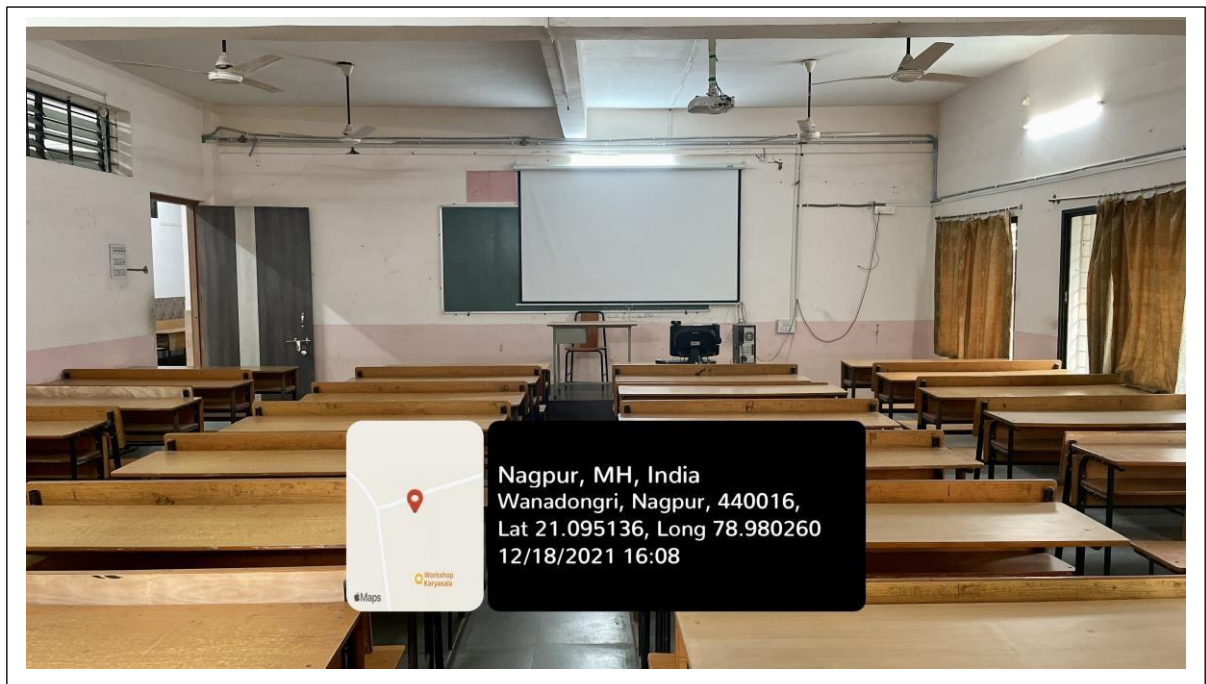 Nagpur, MH, India
Wanadongri, Nagpur, 440016,
Lat 21.095136, Long 78.980260
12/18/2021 16:08
Workshop
Karyasala
Maps